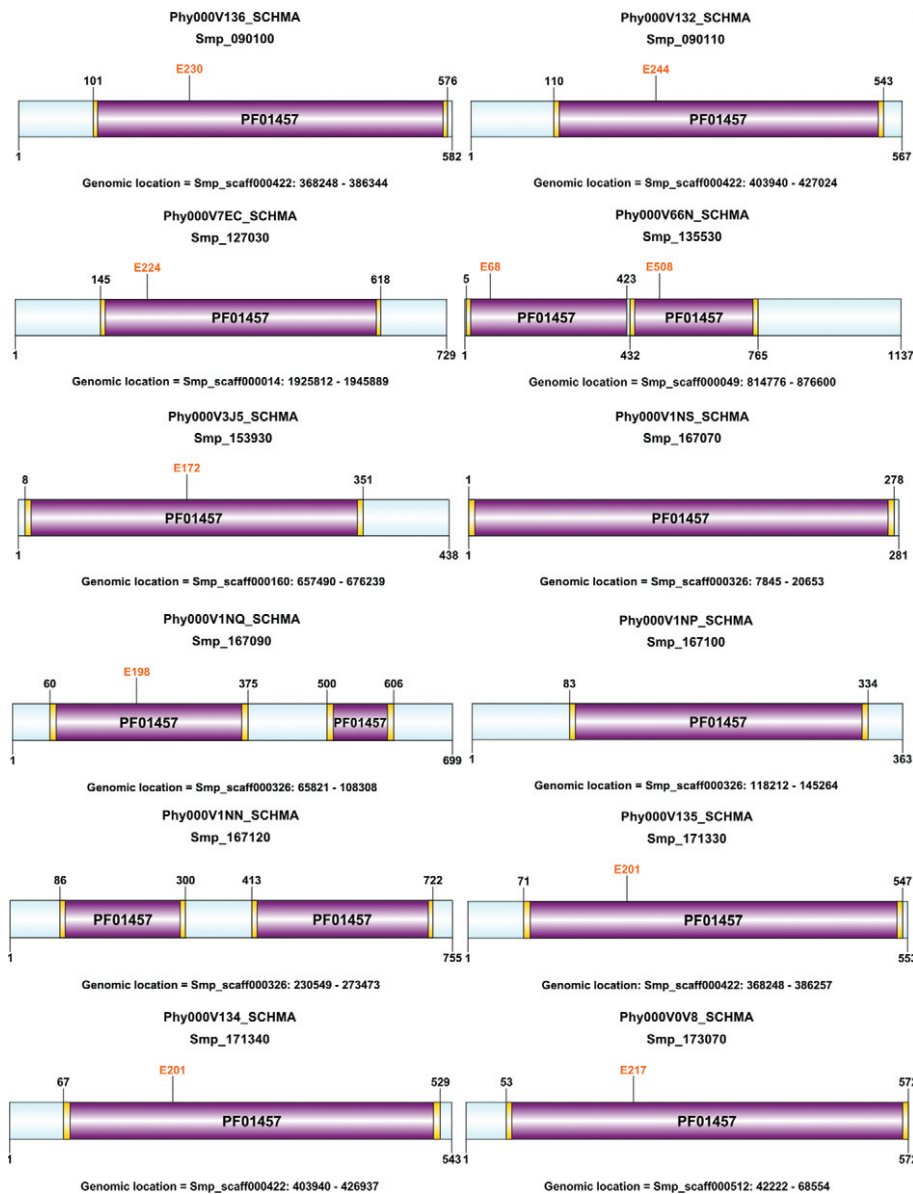 Phy000V136_SCHMA
Smp_090100
101
E230
576
PF01457
1
582
Genomic location = Smp_scaff000422: 368248 - 386344
Phy000V132_SCHMA
Smp_090110
110
E244
543
PF01457
1
567
Genomic location = Smp_scaff000422: 403940 - 427024
Phy000V7EC_SCHMA
Smp_127030
145
E224
618
PF01457
1
729
Genomic location = Smp_scaff000014: 1925812 - 1945889
Phy000V66N_SCHMA
Smp_135530
5
E68
423
E508
PF01457
PF01457
1
432
765
1137
Genomic location = Smp_scaff000049: 814776 - 876600
Phy000V3J5_SCHMA
Smp_153930
8
E172
351
PF01457
1
438
Genomic location = Smp_scaff000160: 657490 - 676239
Phy000V1NS_SCHMA
Smp_167070
1
278
PF01457
1
281
Genomic location = Smp_scaff000326: 7845 - 20653
Phy000V1NQ_SCHMA
Smp_167090
60
E198
375
500
606
PF01457
PF01457
1
699
Genomic location = Smp_scaff000326: 65821 - 108308
Phy000V1NP_SCHMA
Smp_167100
83
334
PF01457
1
363
Genomic location = Smp_scaff000326: 118212 - 145264
Phy000V1NN_SCHMA
Smp_167120
86
300
413
722
PF01457
PF01457
1
755
Genomic location = Smp_scaff000326: 230549 - 273473
Phy000V135_SCHMA
Smp_171330
71
E201
547
PF01457
1
553
Genomic location: Smp_scaff000422: 368248 - 386257
Phy000V134_SCHMA
Smp_171340
67
E201
529
PF01457
1
543
Genomic location = Smp_scaff000422: 403940 - 426937
Phy000V0V8_SCHMA
Smp_173070
53
E217
572
PF01457
1
572
Genomic location = Smp_scaff000512: 42222 - 68554